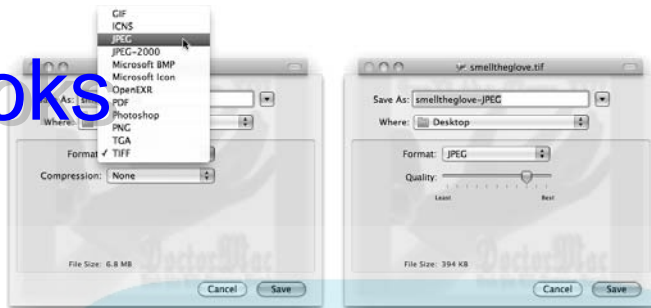 GIF
ICNS
JPEG
JPEG-2000
Microsoft BMP
Microsoft Icon
OpenEXR
PDF
Photoshop
PNG
TGA
✓ TIFF
oks
As:
Where:
Format
Compression: None
File Size: 6.8 MB
DoctorMac
Cancel
Save
smelltheglove.tif
Save As: smelltheglove-JPEG
Where: Desktop
Format: JPEG
Quality:
Least Best
File Size: 394 KB
DoctorMac
Cancel
Save